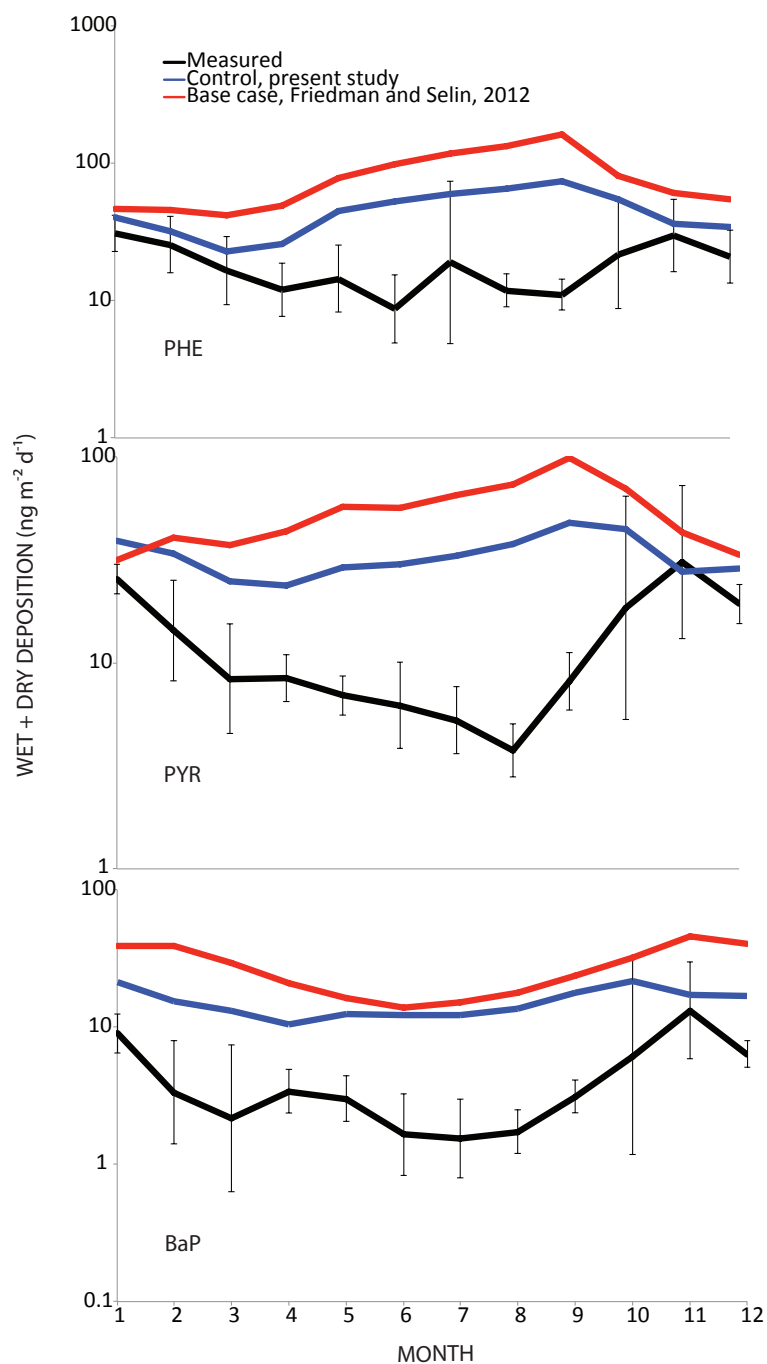 1000
Measured
Control, present study
Base case, Friedman and Selin, 2012
100
10
PHE
1
100
WET + DRY DEPOSITION (ng m⁻² d⁻¹)
10
PYR
1
100
10
1
BaP
0.1
1 2 3 4 5 6 7 8 9 10 11 12
MONTH